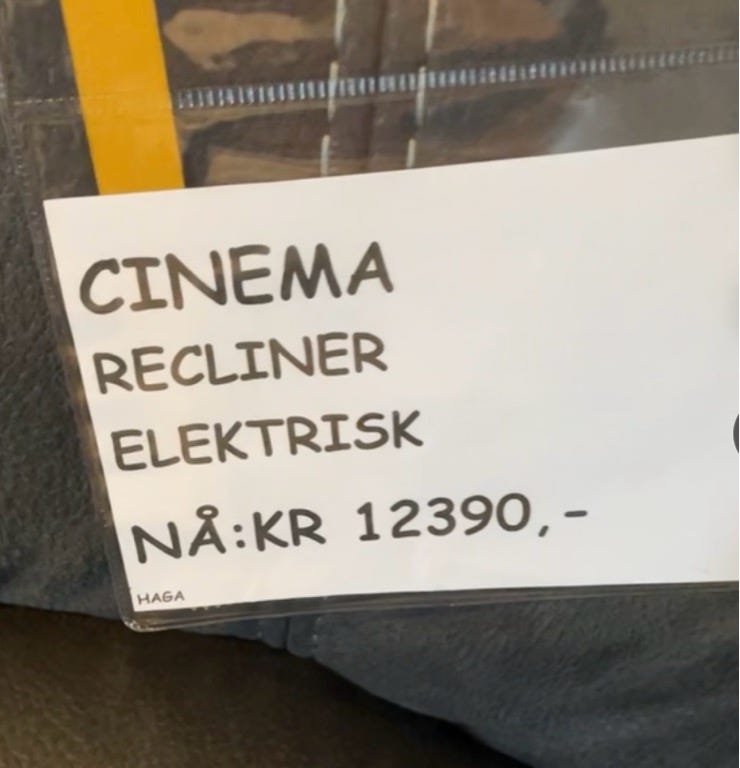 CINEMA
RECLINER
ELEKTRISK
NÅ:KR 12390,-
HAGA